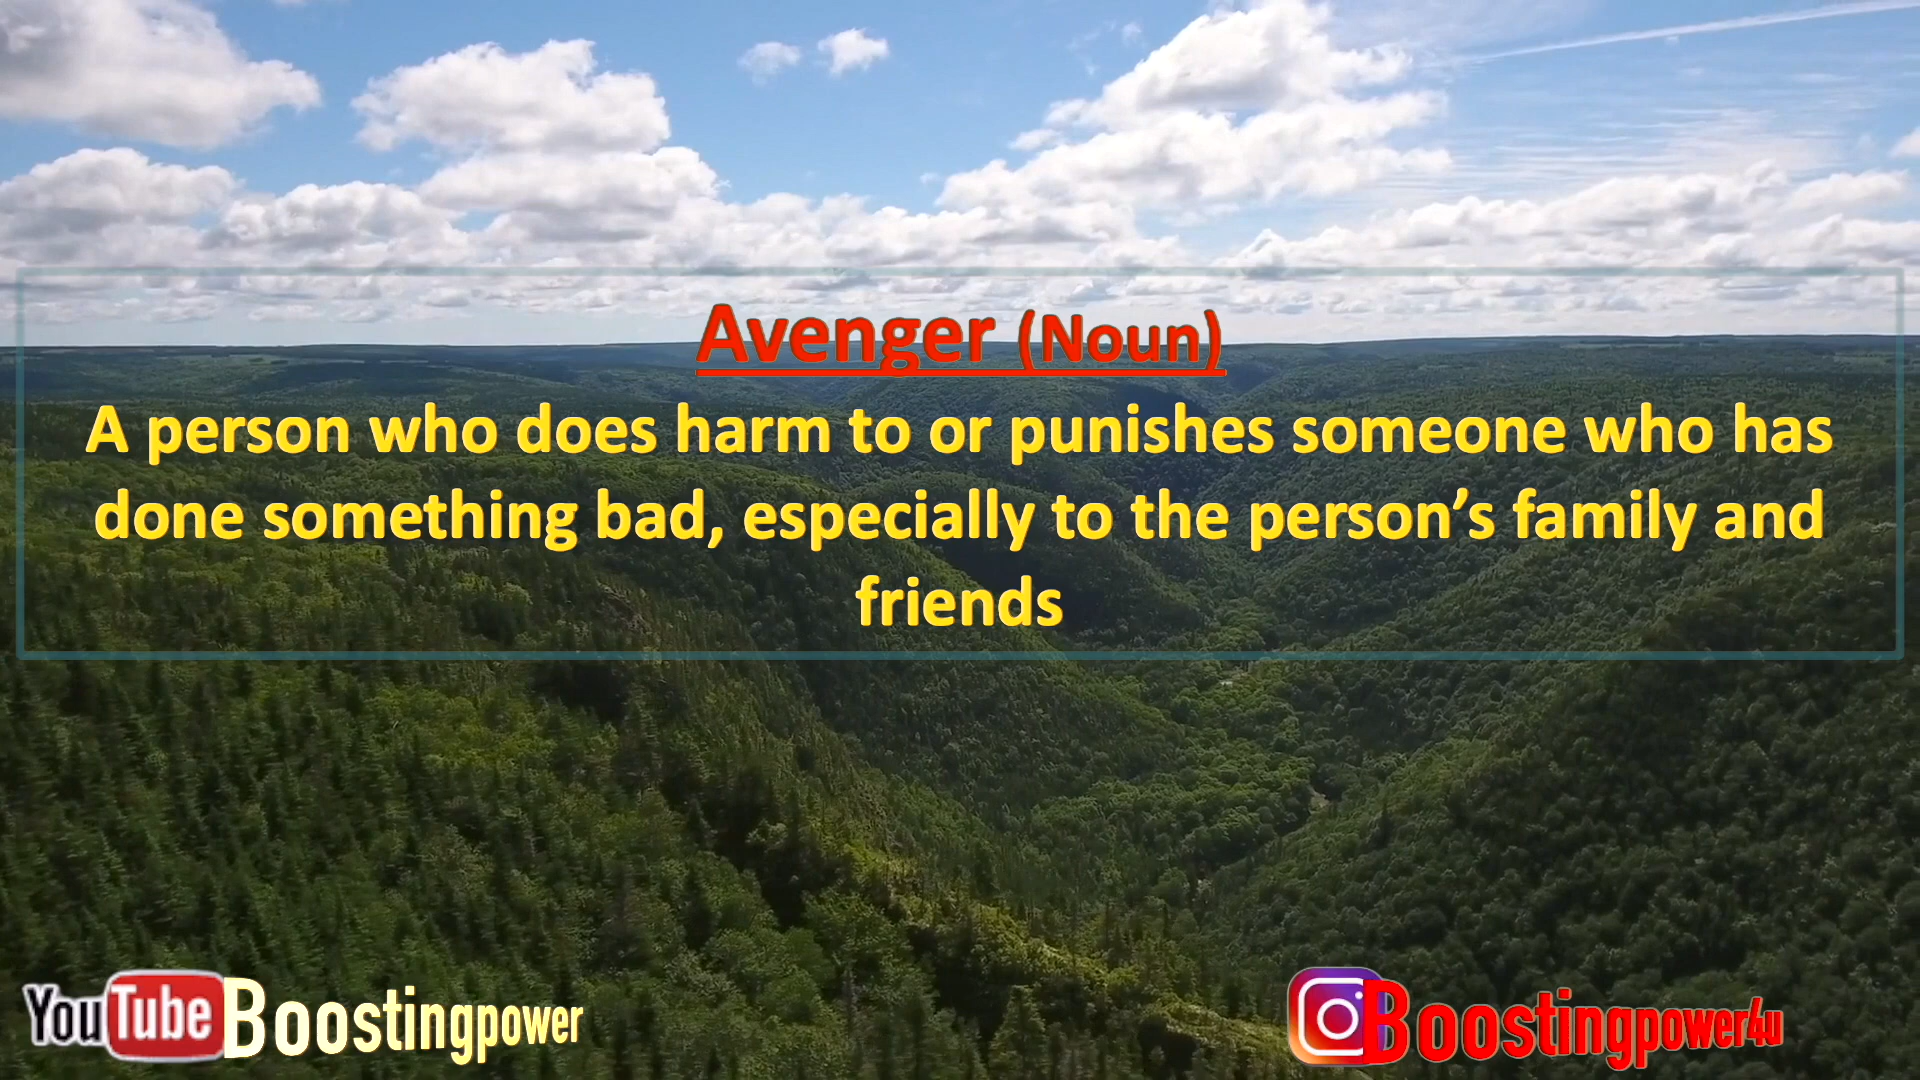 Avenger (Noun)
A person who does harm to or punishes someone who has
done something bad, especially to the person’s family and
friends
YouTube Boostingpower
Boostingpower4u